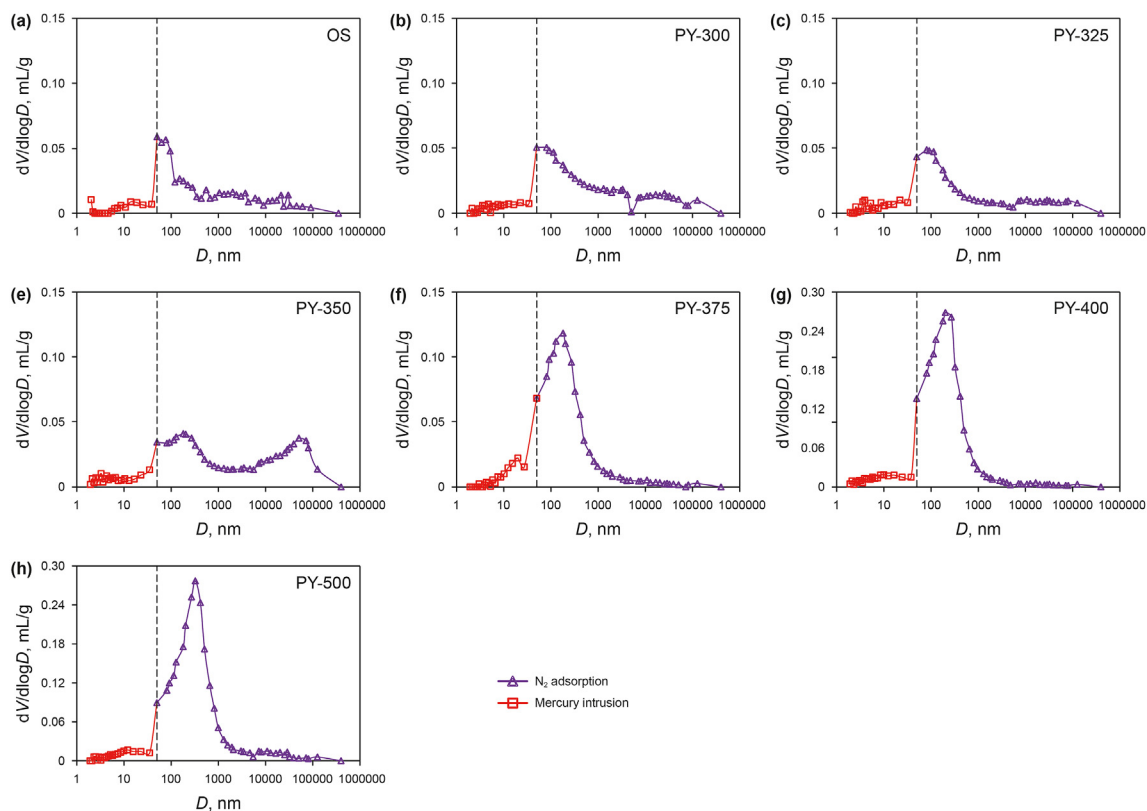 (a)
OS
dV/dlogD, mL/g
0.15
0.10
0.05
0
1 10 100 1000 10000 100000 1000000
D, nm
(b)
PY-300
dV/dlogD, mL/g
0.15
0.10
0.05
0
1 10 100 1000 10000 100000 1000000
D, nm
(c)
PY-325
dV/dlogD, mL/g
0.15
0.10
0.05
0
1 10 100 1000 10000 100000 1000000
D, nm
(e)
PY-350
dV/dlogD, mL/g
0.15
0.10
0.05
0
1 10 100 1000 10000 100000 1000000
D, nm
(f)
PY-375
dV/dlogD, mL/g
0.15
0.10
0.05
0
1 10 100 1000 10000 100000 1000000
D, nm
(g)
PY-400
dV/dlogD, mL/g
0.30
0.24
0.18
0.12
0.06
0
1 10 100 1000 10000 100000 1000000
D, nm
(h)
PY-500
dV/dlogD, mL/g
0.30
0.24
0.18
0.12
0.06
0
1 10 100 1000 10000 100000 1000000
D, nm
N₂ adsorption
Mercury intrusion